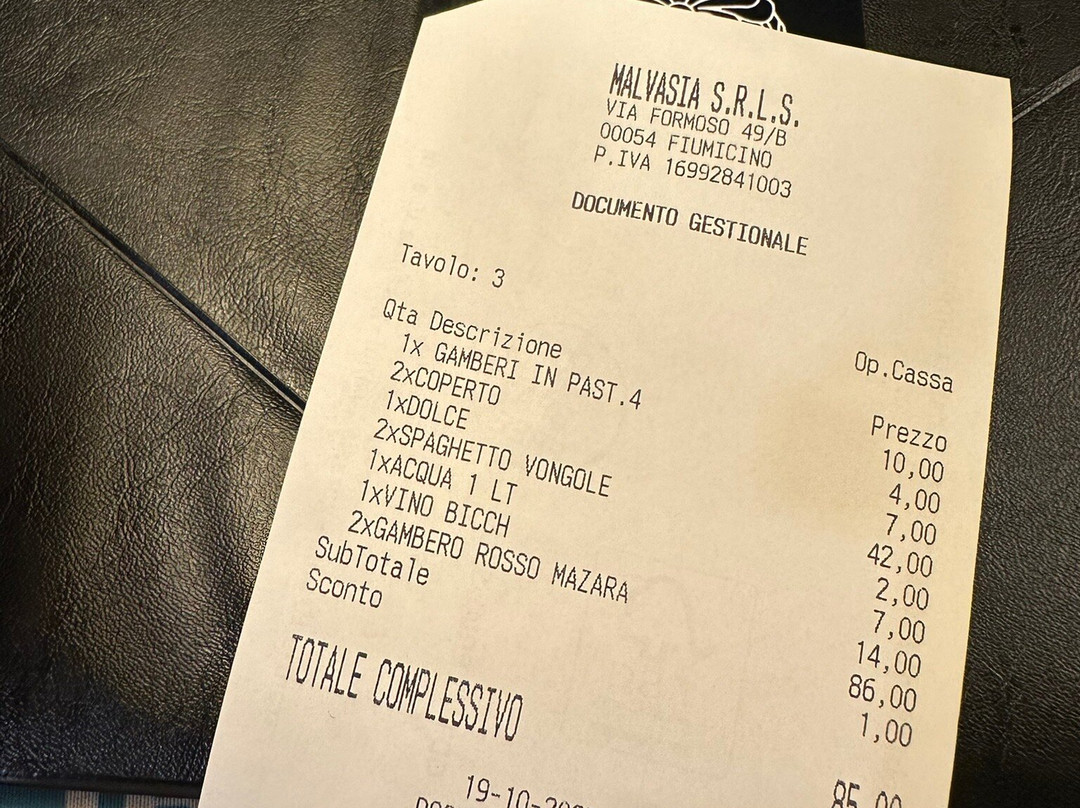 MALVASIA S.R.L.S.
VIA FORMOSO 49/B
00054 FIUMICINO
P.IVA 16992841003
DOCUMENTO GESTIONALE
Tavolo: 3
Op.Cassa
Qta Descrizione Prezzo
1x GAMBERI IN PAST.4 10,00
2xCOPERTO 4,00
1xDOLCE 7,00
2xSPAGHETTO VONGOLE 42,00
1xACQUA 1 LT 2,00
1xVINO BICCH 7,00
2xGAMBERO ROSSO MAZARA 14,00
SubTotale 86,00
Sconto 1,00
TOTALE COMPLESSIVO 85,00